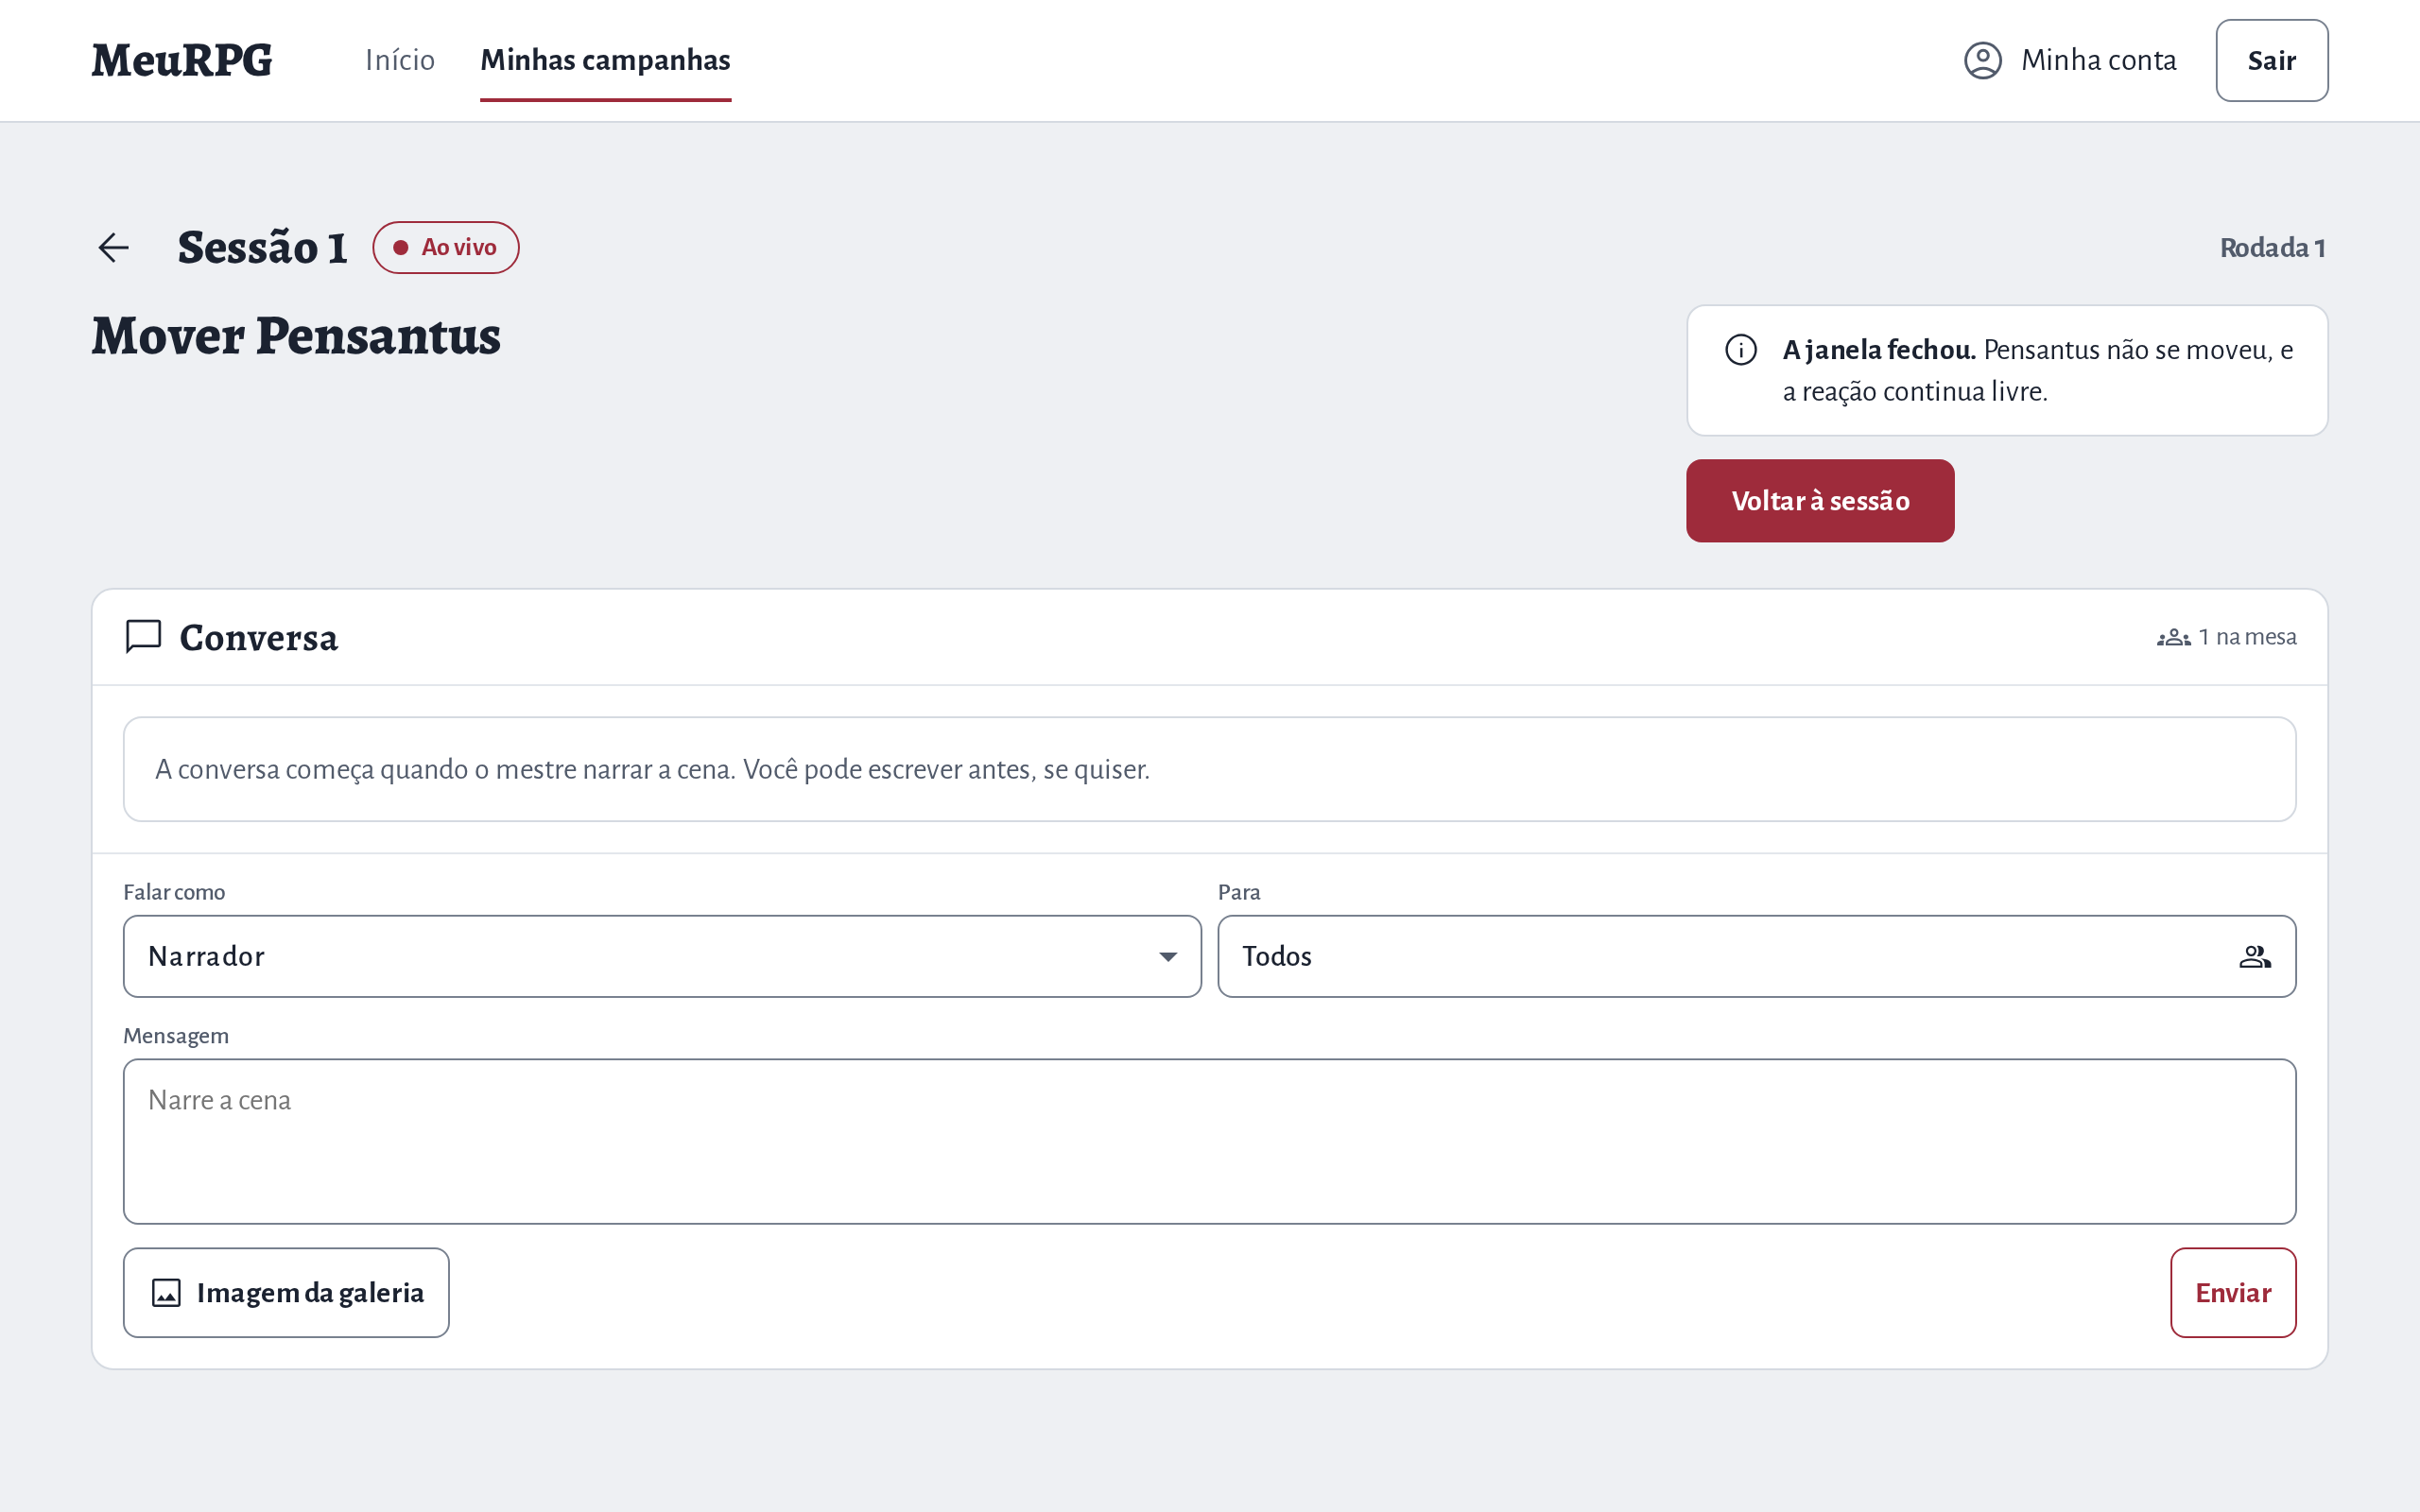 MeuRPG
Início
Minhas campanhas
Minha conta
Sair
Sessão 1
Ao vivo
Rodada 1
Mover Pensantus
A janela fechou. Pensantus não se moveu, e
a reação continua livre.
Voltar à sessão
Conversa
1 na mesa
A conversa começa quando o mestre narrar a cena. Você pode escrever antes, se quiser.
Falar como
Para
Narrador
Todos
Mensagem
Narre a cena
Imagem da galeria
Enviar